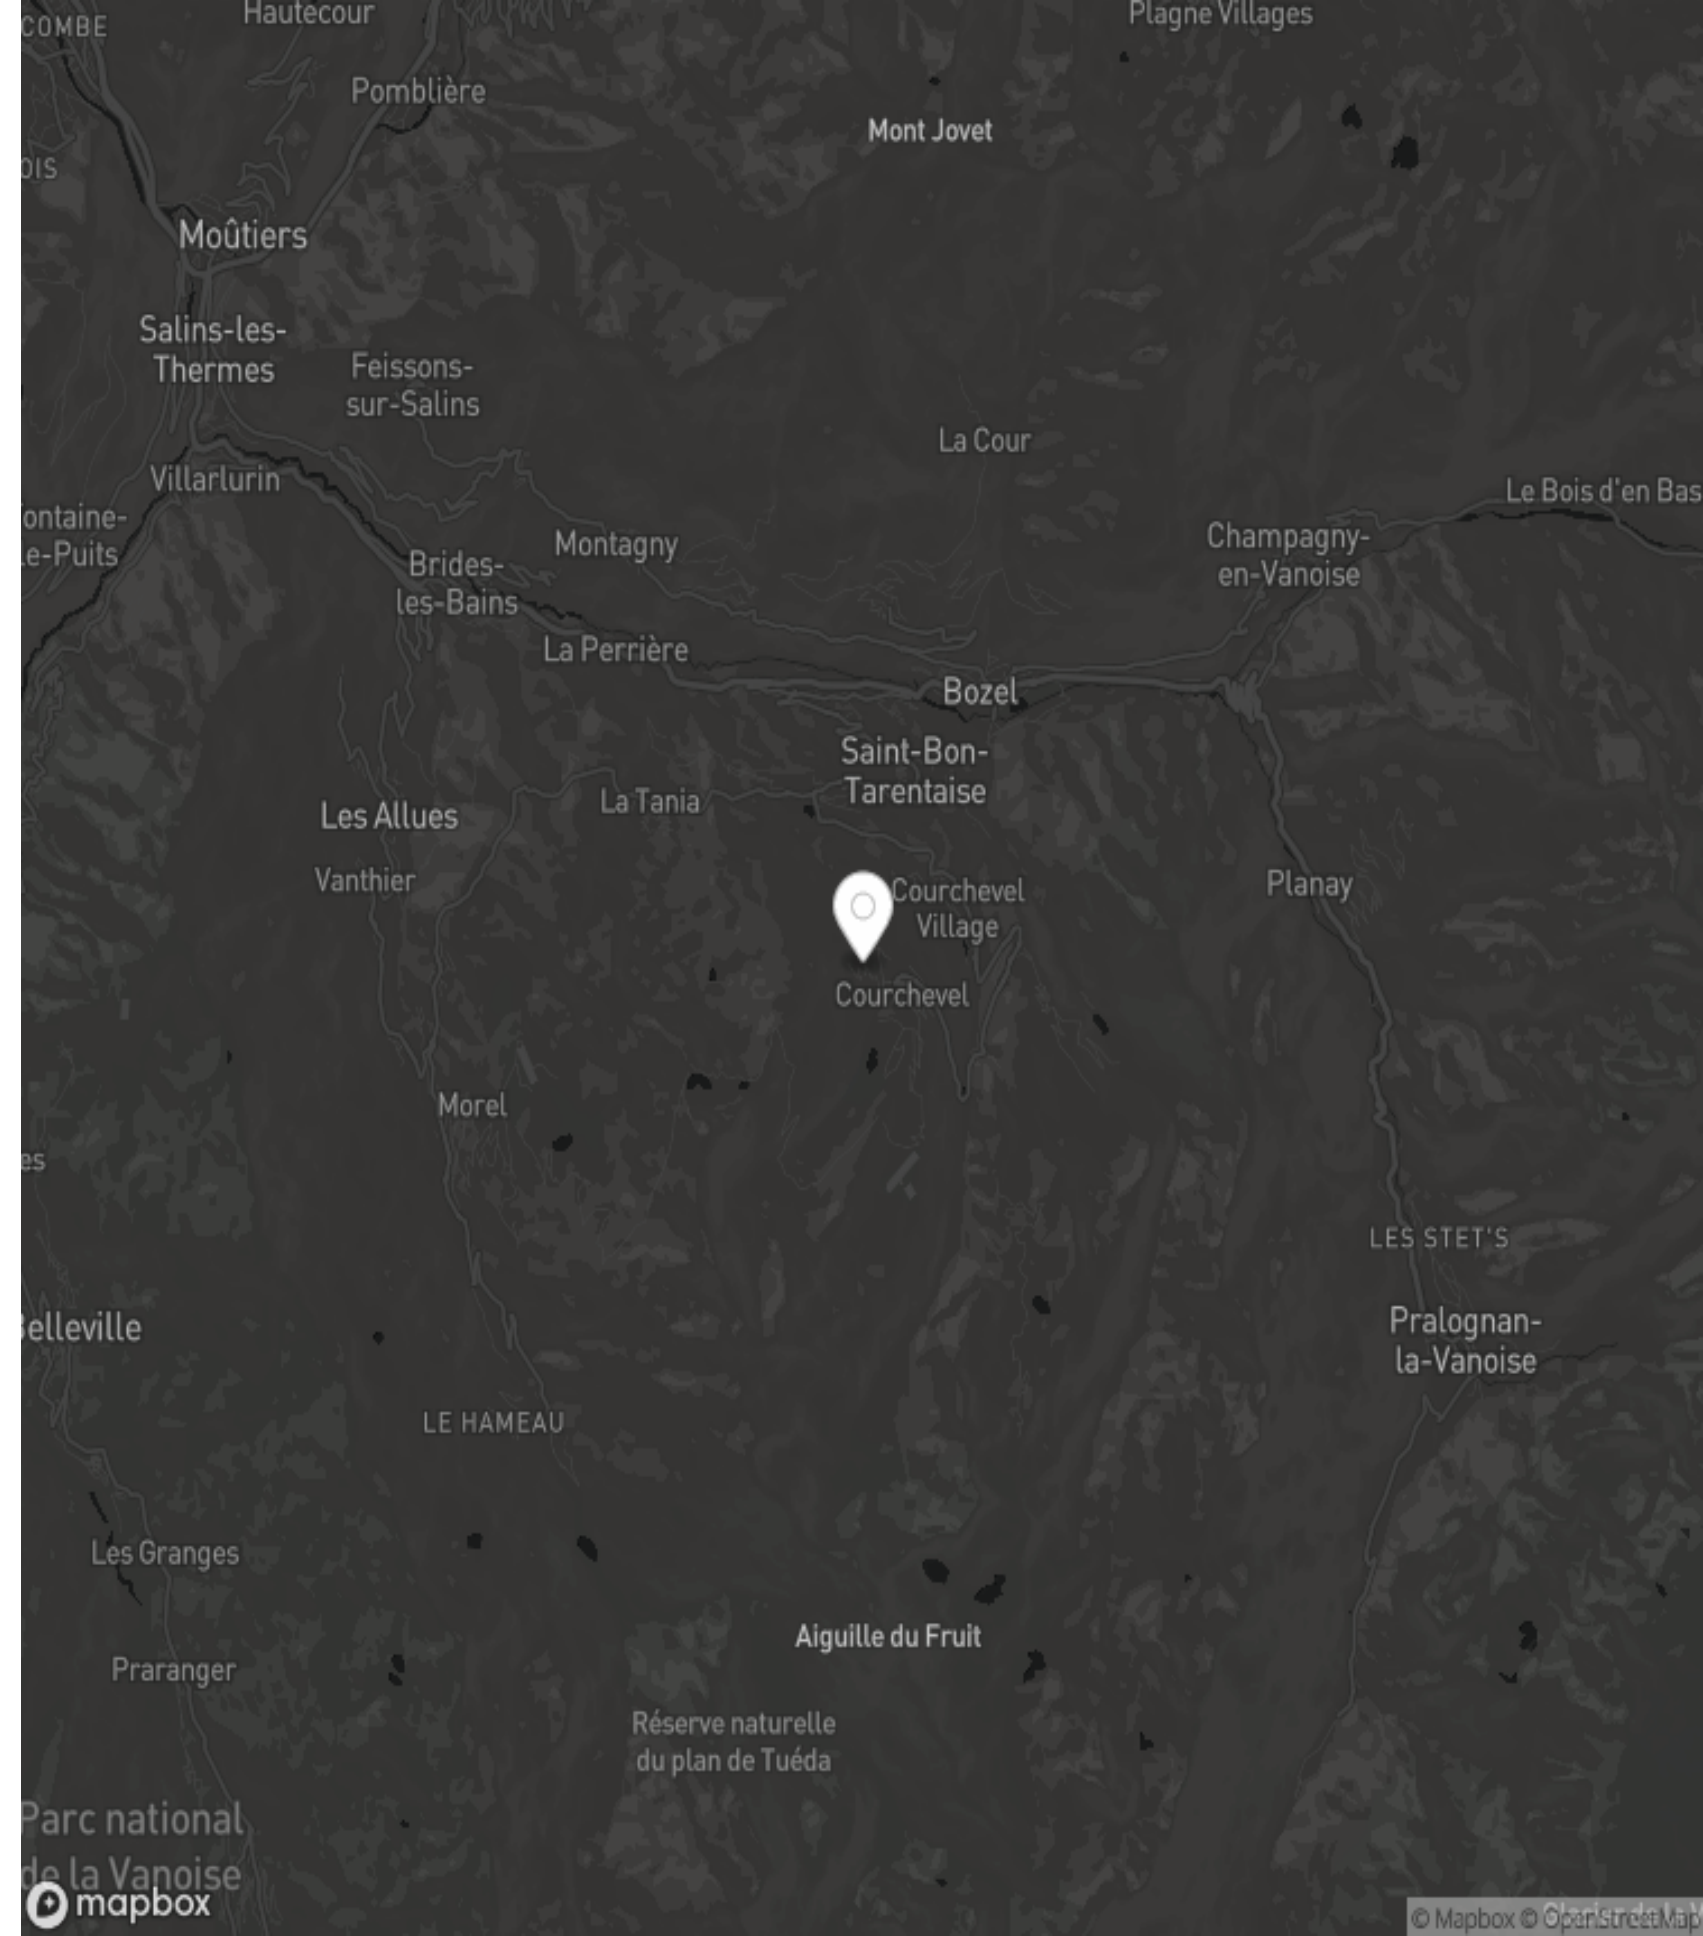 COMBE
Hautecour
Plagne Villages
Pomblière
Mont Jovet
OIS
Moûtiers
Salins-les-
Thermes
Feissons-
sur-Salins
La Cour
Villarlurin
Le Bois d'en Bas
ontaine-
e-Puits
Montagny
Champagny-
en-Vanoise
Brides-
les-Bains
La Perrière
Bozel
Saint-Bon-
Tarentaise
La Tania
Les Allues
Vanthier
Courchevel
Village
Planay
Courchevel
Morel
es
LES STET'S
Belleville
Pralognan-
la-Vanoise
LE HAMEAU
Les Granges
Aiguille du Fruit
Praranger
Réserve naturelle
du plan de Tuéda
Parc national
de la Vanoise
mapbox
© Mapbox © OpenStreetMap